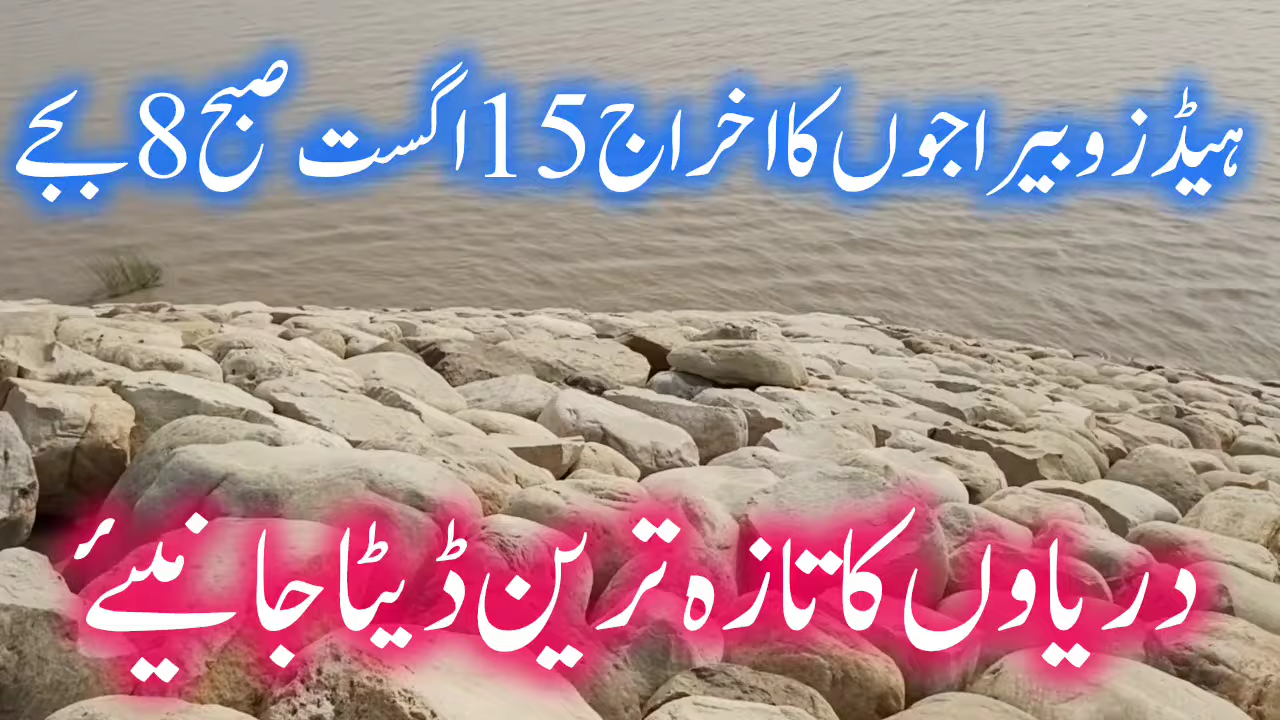 ہیڈز و بیراجوں کا اخراج 15 اگست صبح 8 بجے
دریاوں کا تازہ ترین ڈیٹا جانیئے